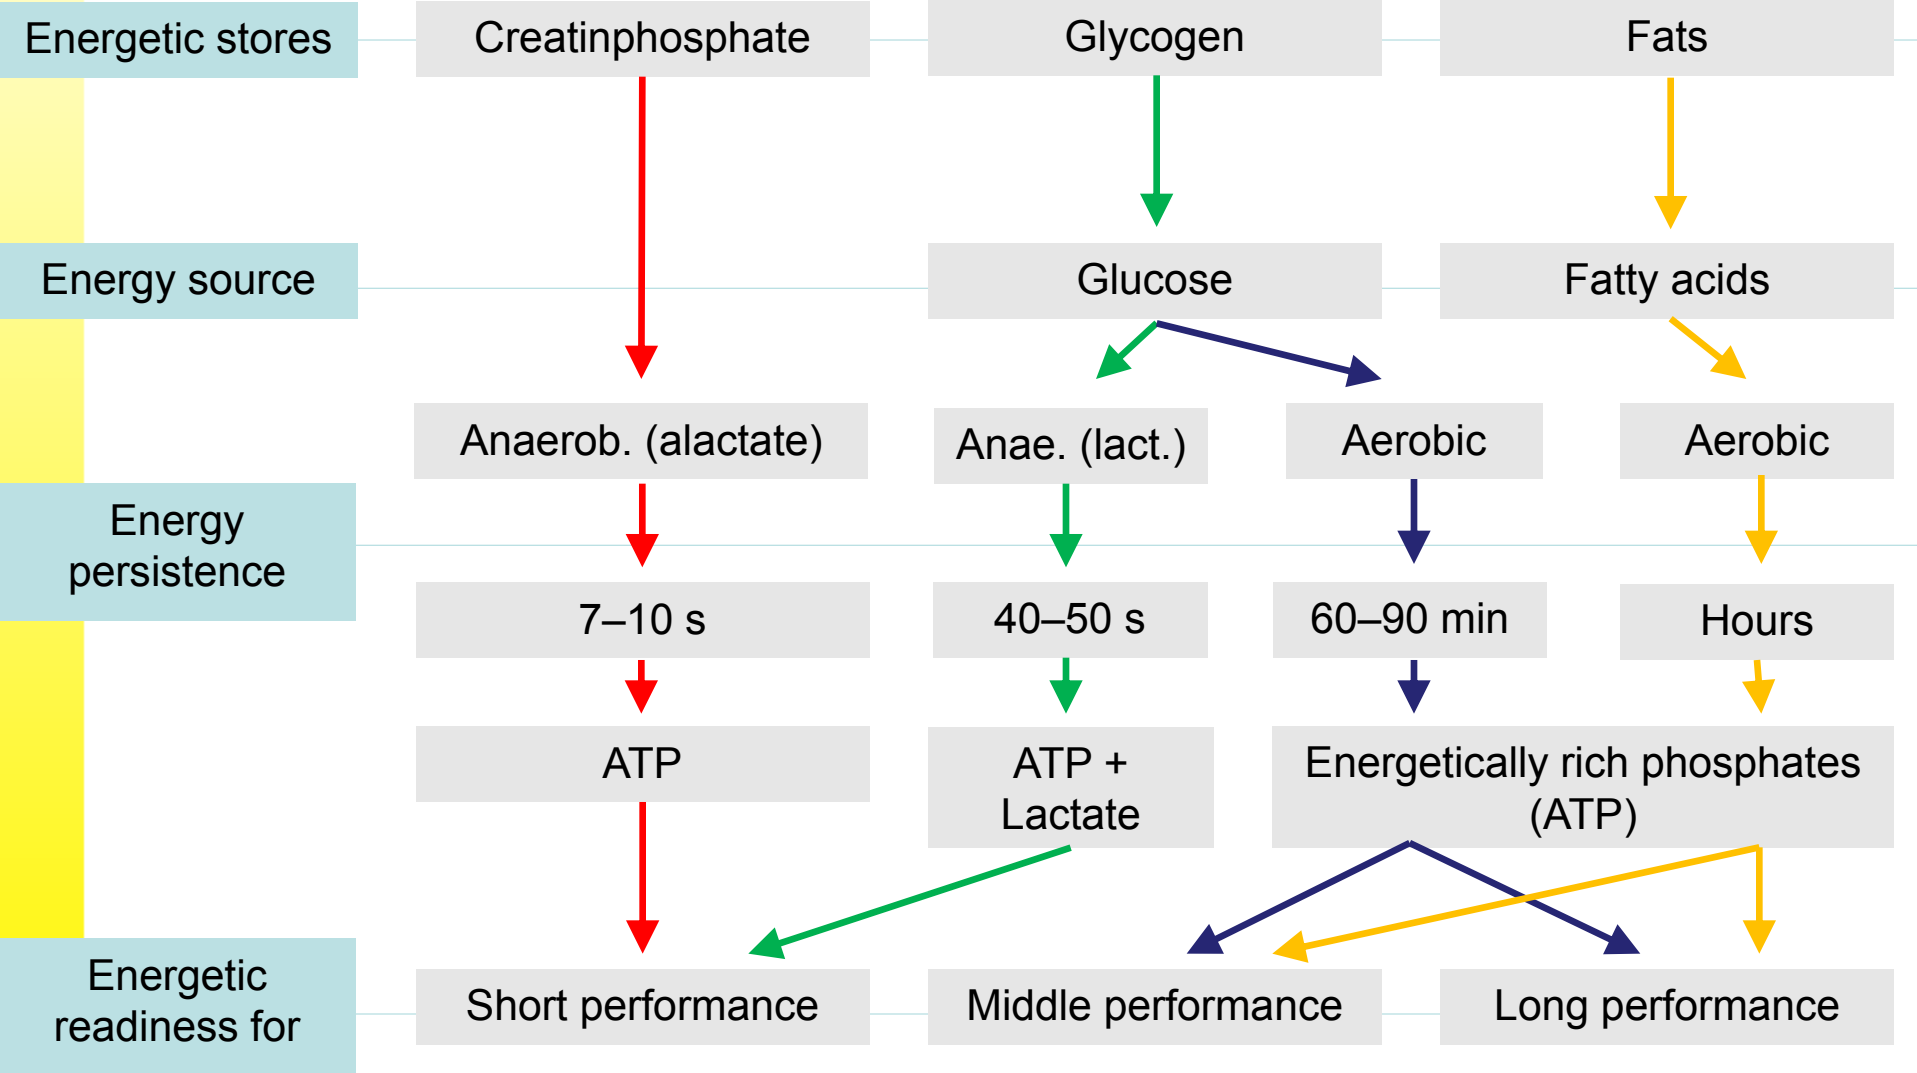 Energetic stores
Creatinphosphate
Glycogen
Fats
Energy source
Glucose
Fatty acids
Anaerob. (alactate)
Anae. (lact.)
Aerobic
Aerobic
Energy
persistence
7–10 s
40–50 s
60–90 min
Hours
ATP
ATP +
Lactate
Energetically rich phosphates
(ATP)
Energetic
readiness for
Short performance
Middle performance
Long performance